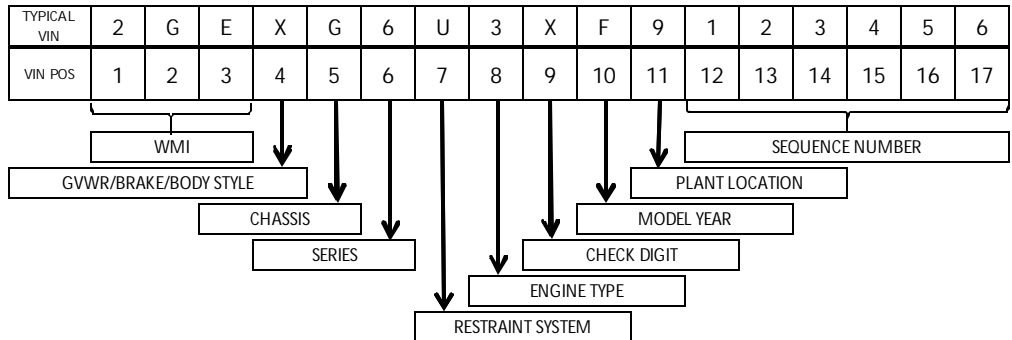 TYPICAL VIN 2 G E X G 6 U 3 X F 9 1 2 3 4 5 6
VIN POS 1 2 3 4 5 6 7 8 9 10 11 12 13 14 15 16 17
WMI SEQUENCE NUMBER
GVWR/BRAKE/BODY STYLE PLANT LOCATION
CHASSIS MODEL YEAR
SERIES CHECK DIGIT
ENGINE TYPE
RESTRAINT SYSTEM